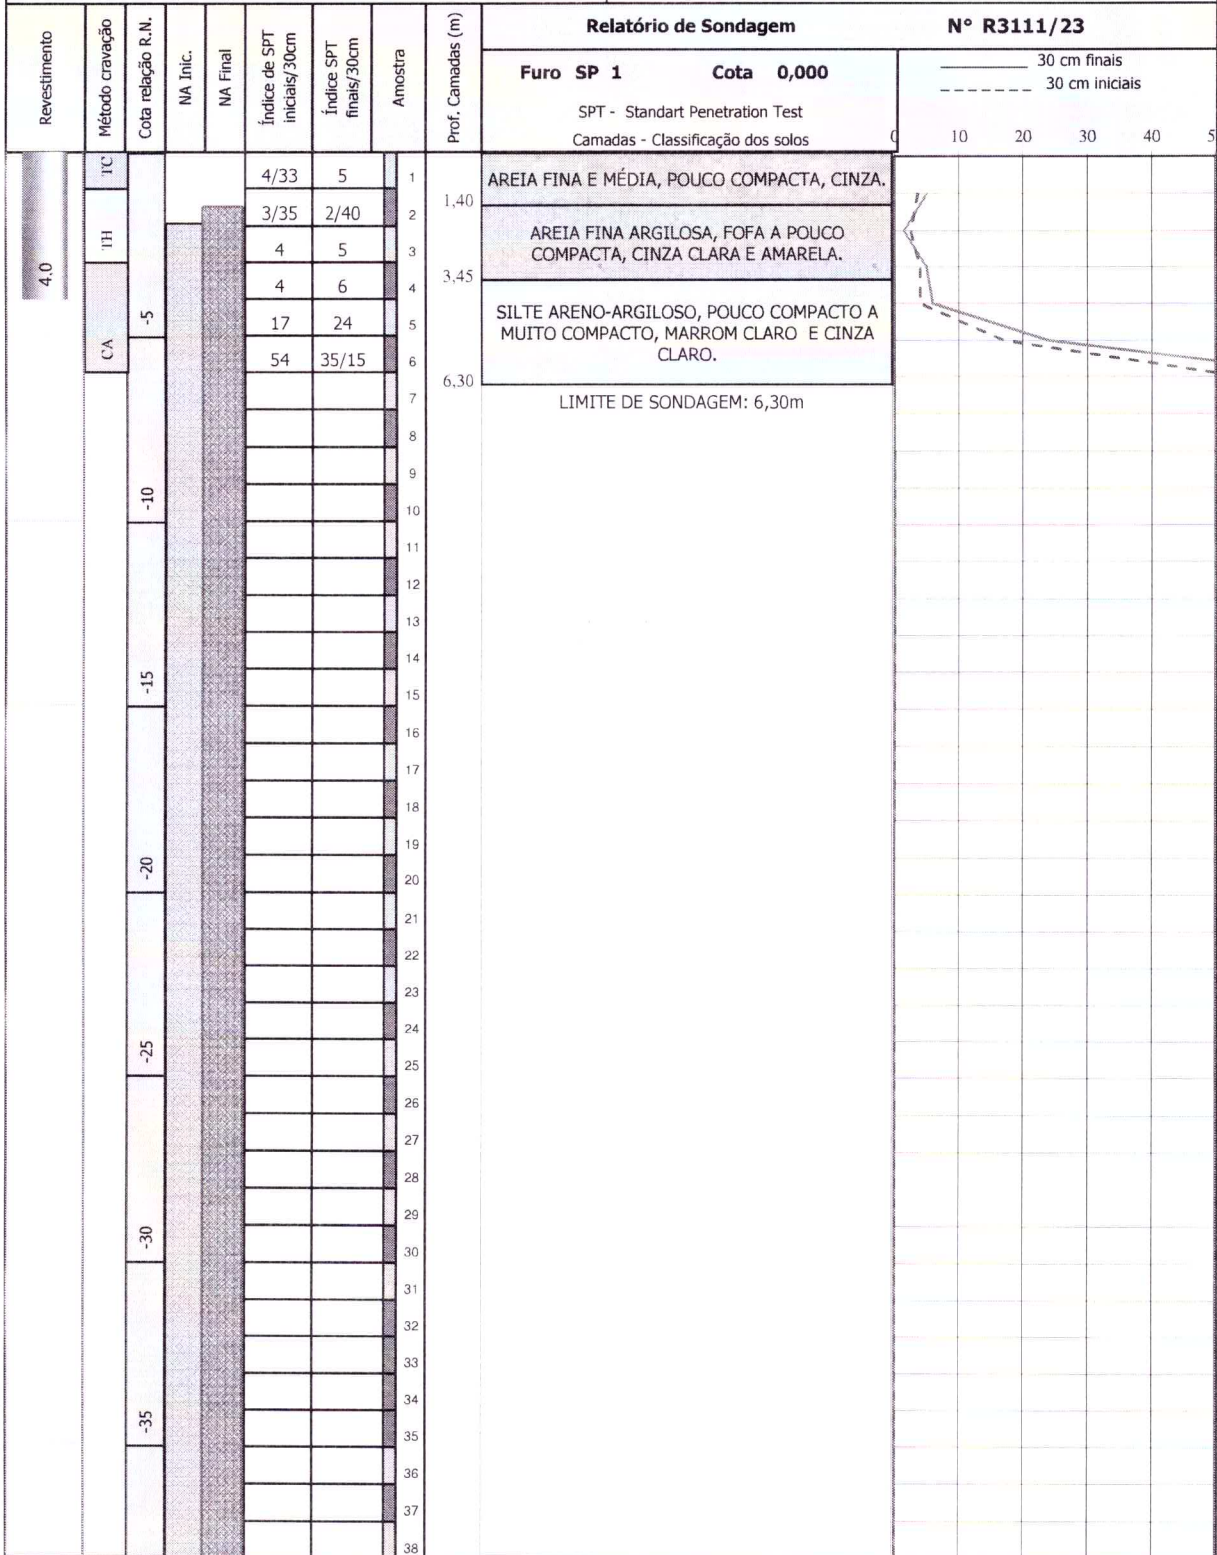 Revestimento
Método cravação
Cota relação R.N.
NA Inic.
NA Final
Índice de SPT
iniciais/30cm
Índice SPT
finais/30cm
Amostra
Prof. Camadas (m)
Relatório de Sondagem
N° R3111/23
Furo SP 1 Cota 0,000
SPT - Standart Penetration Test
Camadas - Classificação dos solos
30 cm finais
30 cm iniciais
0 10 20 30 40 5
TC
TH
CA
4.0
4/33 5 1
3/35 2/40 2
4 5 3
4 6 4
17 24 5
54 35/15 6
1,40
3,45
6,30
AREIA FINA E MÉDIA, POUCO COMPACTA, CINZA.
AREIA FINA ARGILOSA, FOFA A POUCO
COMPACTA, CINZA CLARA E AMARELA.
SILTE ARENO-ARGILOSO, POUCO COMPACTO A
MUITO COMPACTO, MARROM CLARO E CINZA
CLARO.
LIMITE DE SONDAGEM: 6,30m
-5
-10
-15
-20
-25
-30
-35
7
8
9
10
11
12
13
14
15
16
17
18
19
20
21
22
23
24
25
26
27
28
29
30
31
32
33
34
35
36
37
38